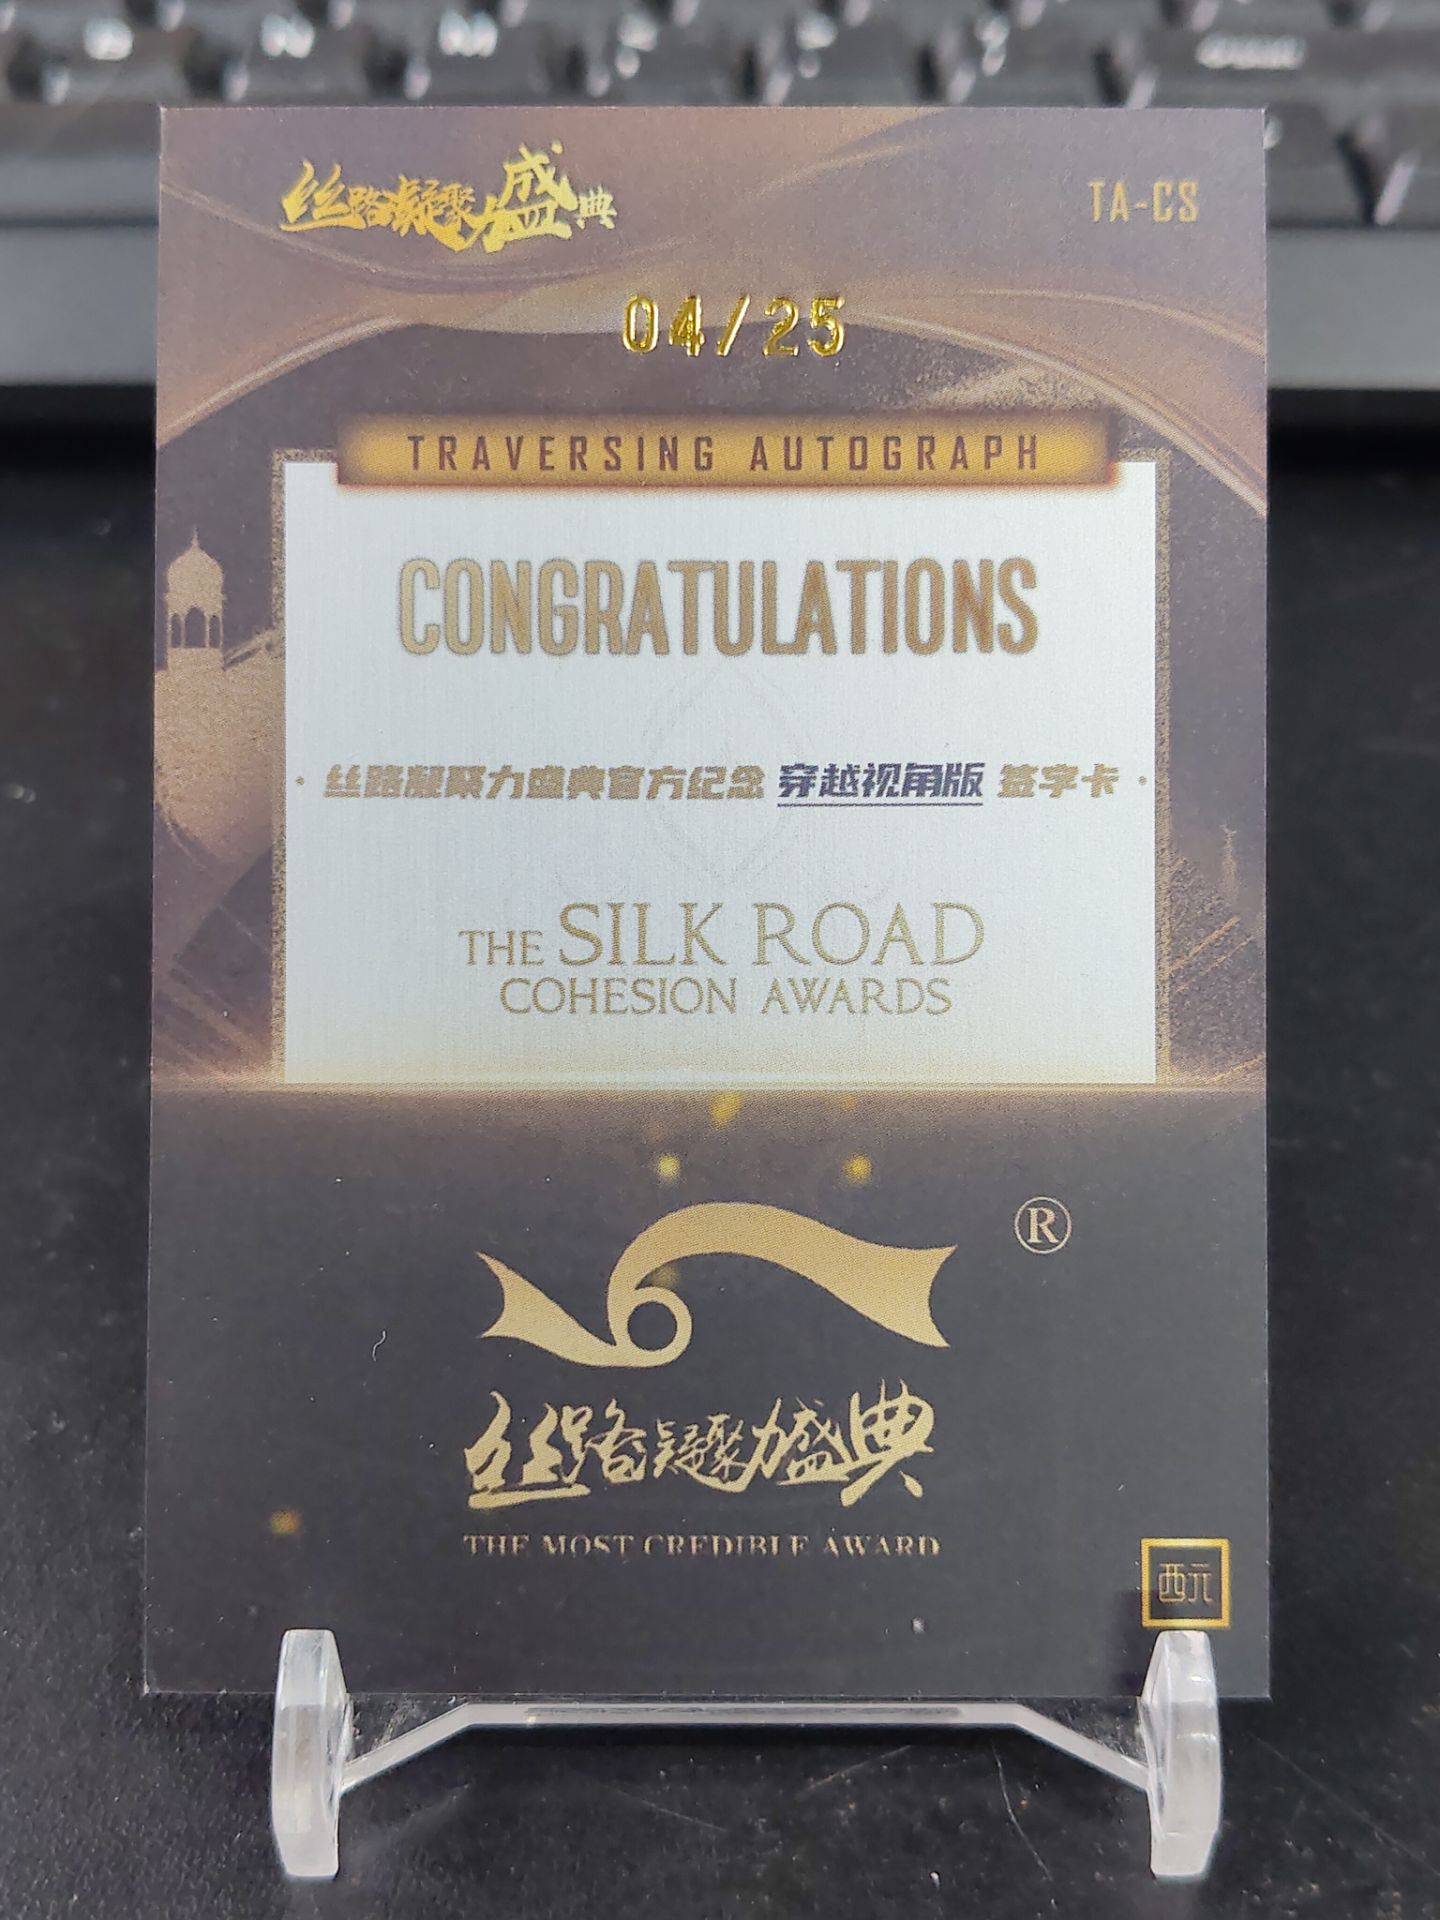 丝路凝聚力盛典
TA-CS
04/25
TRAVERSING AUTOGRAPH
CONGRATULATIONS
· 丝路凝聚力盛典官方纪念 穿越视角版 签字卡 ·
THE SILK ROAD
COHESION AWARDS
®
丝路凝聚力盛典
THE MOST CREDIBLE AWARD
西元